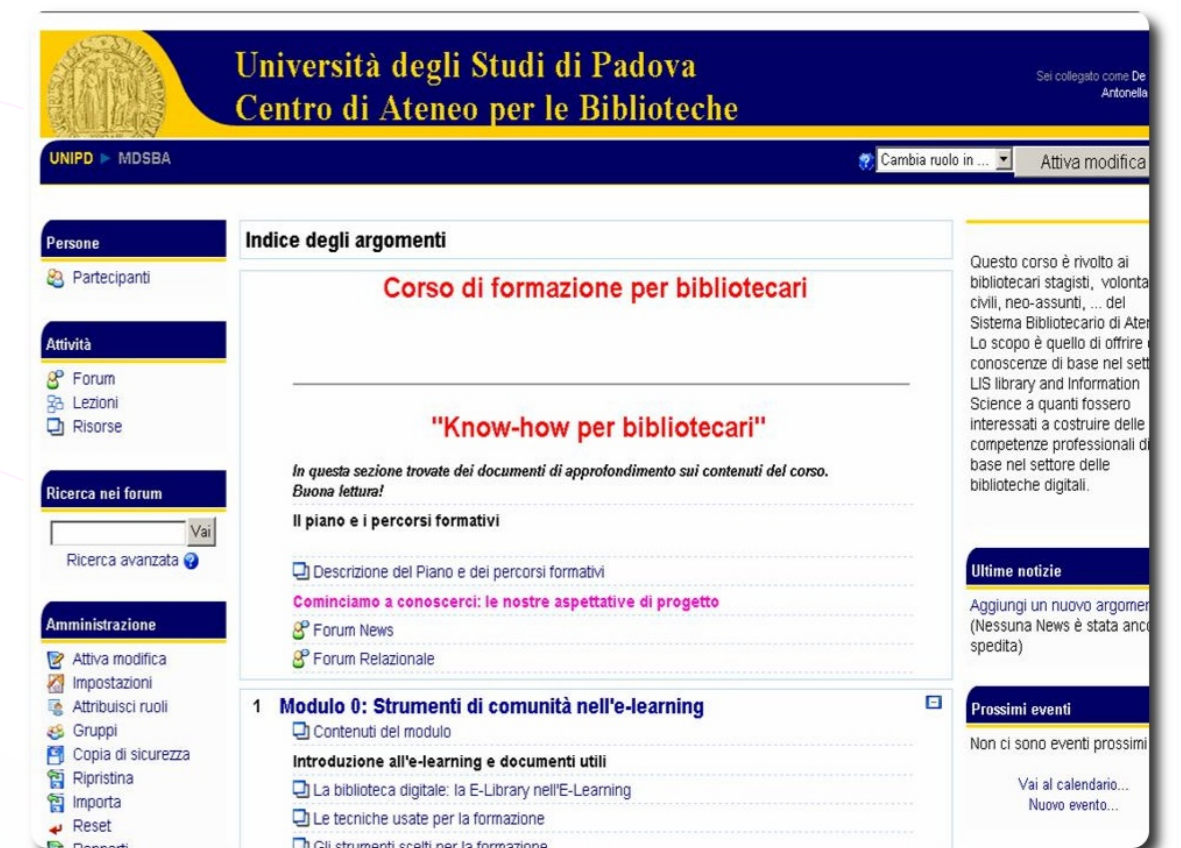 Università degli Studi di Padova
Centro di Ateneo per le Biblioteche
Sei collegato come De
Antonella
UNIPD ► MDSBA
Cambia ruolo in ...
Attiva modifica
Persone
Partecipanti
Attività
Forum
Lezioni
Risorse
Ricerca nei forum
Vai
Ricerca avanzata
Amministrazione
Attiva modifica
Impostazioni
Attribuisci ruoli
Gruppi
Copia di sicurezza
Ripristina
Importa
Reset
Rapporti
Indice degli argomenti
Corso di formazione per bibliotecari
"Know-how per bibliotecari"
In questa sezione trovate dei documenti di approfondimento sui contenuti del corso.
Buona lettura!
Il piano e i percorsi formativi
Descrizione del Piano e dei percorsi formativi
Cominciamo a conoscerci: le nostre aspettative di progetto
Forum News
Forum Relazionale
1 Modulo 0: Strumenti di comunità nell'e-learning
Contenuti del modulo
Introduzione all'e-learning e documenti utili
La biblioteca digitale: la E-Library nell'E-Learning
Le tecniche usate per la formazione
Gli strumenti scelti per la formazione
Questo corso è rivolto ai
bibliotecari stagisti, volonta
civili, neo-assunti, ... del
Sistema Bibliotecario di Ate
Lo scopo è quello di offrire
conoscenze di base nel sett
LIS library and Information
Science a quanti fossero
interessati a costruire delle
competenze professionali di
base nel settore delle
biblioteche digitali.
Ultime notizie
Aggiungi un nuovo argomen
(Nessuna News è stata anco
spedita)
Prossimi eventi
Non ci sono eventi prossimi
Vai al calendario...
Nuovo evento...